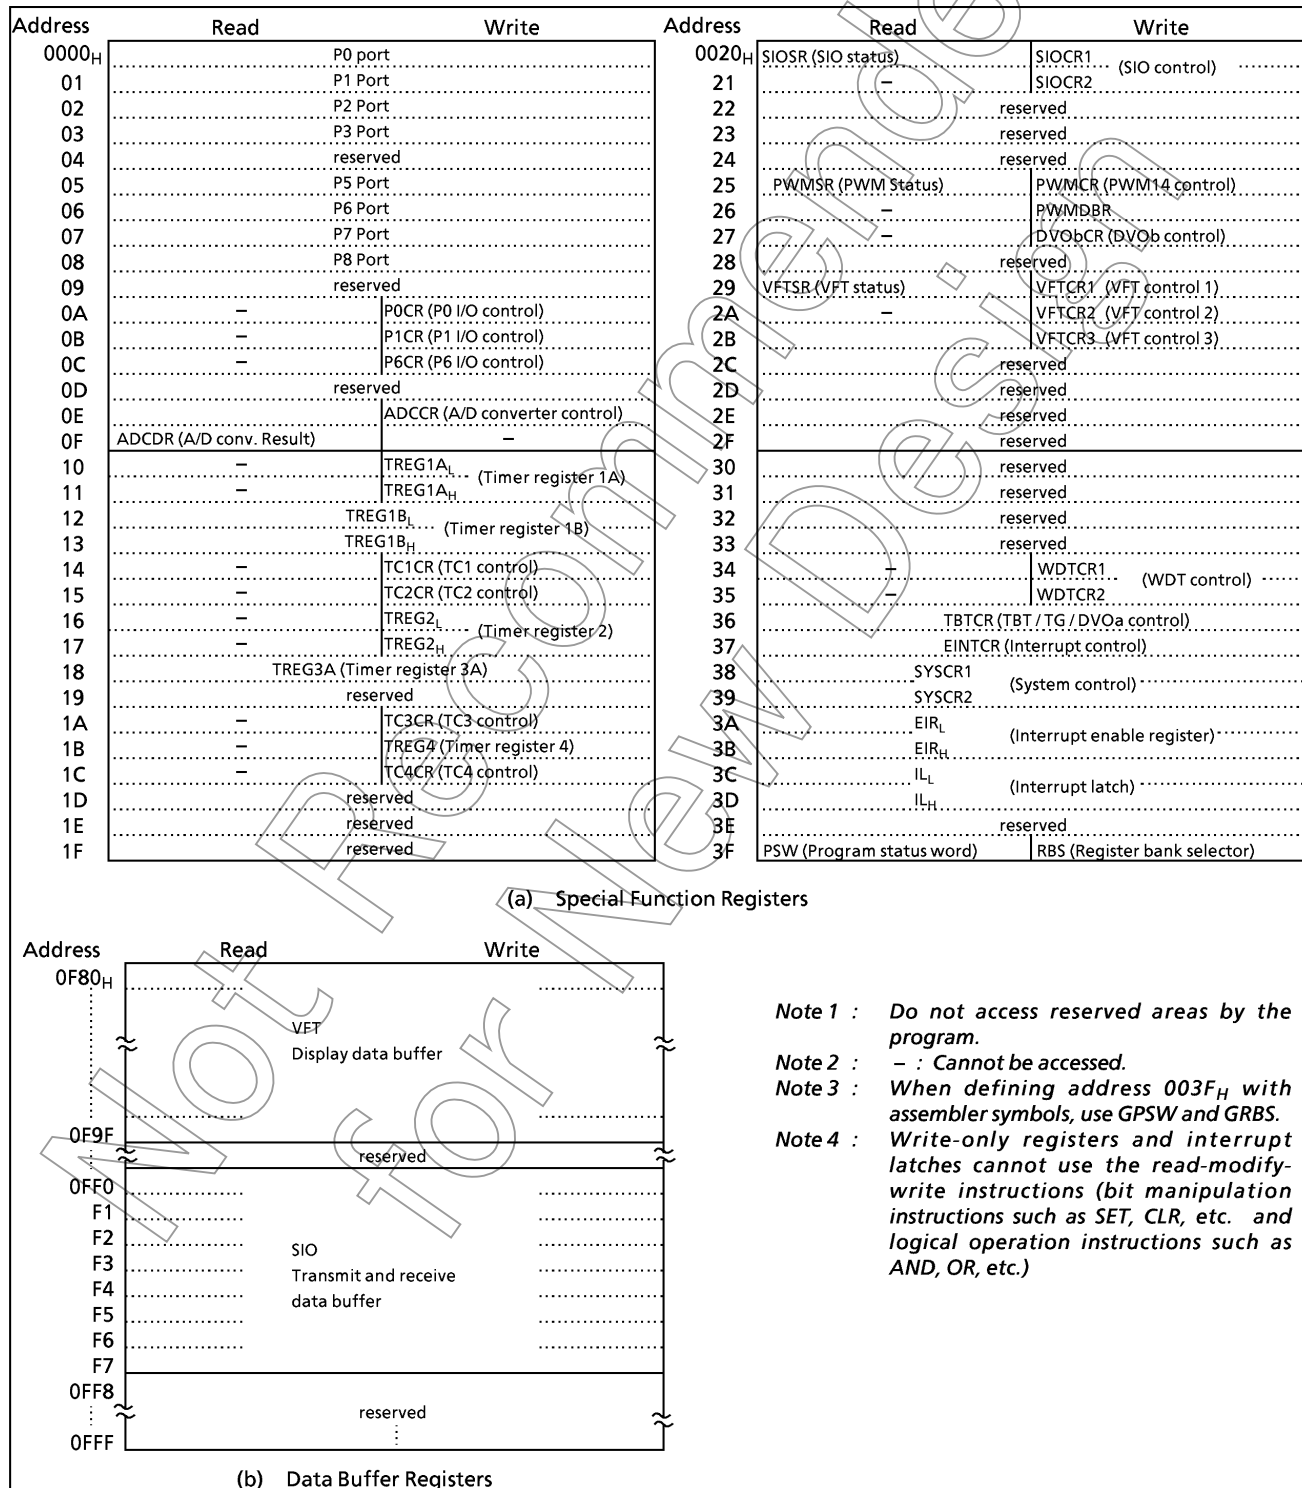 Address Read Write
0000H P0 port
01 P1 Port
02 P2 Port
03 P3 Port
04 reserved
05 P5 Port
06 P6 Port
07 P7 Port
08 P8 Port
09 reserved
0A – P0CR (P0 I/O control)
0B – P1CR (P1 I/O control)
0C – P6CR (P6 I/O control)
0D reserved
0E ADCCR (A/D converter control)
0F ADCDR (A/D conv. Result) –
10 – TREG1AL
(Timer register 1A)
11 – TREG1AH
12 TREG1BL
(Timer register 1B)
13 TREG1BH
14 – TC1CR (TC1 control)
15 – TC2CR (TC2 control)
16 – TREG2L
(Timer register 2)
17 – TREG2H
18 TREG3A (Timer register 3A)
19 reserved
1A – TC3CR (TC3 control)
1B – TREG4 (Timer register 4)
1C – TC4CR (TC4 control)
1D reserved
1E reserved
1F reserved
Address Read Write
0020H SIOSR (SIO status) SIOCR1
(SIO control)
21 – SIOCR2
22 reserved
23 reserved
24 reserved
25 PWMSR (PWM Status) PWMCR (PWM14 control)
26 – PWMDBR
27 – DVObCR (DVOb control)
28 reserved
29 VFTSR (VFT status) VFTCR1 (VFT control 1)
2A – VFTCR2 (VFT control 2)
2B VFTCR3 (VFT control 3)
2C reserved
2D reserved
2E reserved
2F reserved
30 reserved
31 reserved
32 reserved
33 reserved
34 – WDTCR1
(WDT control)
35 – WDTCR2
36 TBTCR (TBT / TG / DVOa control)
37 EINTCR (Interrupt control)
38 SYSCR1
(System control)
39 SYSCR2
3A EIRL
(Interrupt enable register)
3B EIRH
3C ILL
(Interrupt latch)
3D ILH
3E reserved
3F PSW (Program status word) RBS (Register bank selector)
(a) Special Function Registers
Address Read Write
0F80H
VFT
Display data buffer
0F9F
reserved
0FF0
F1
F2
SIO
F3
Transmit and receive
F4
data buffer
F5
F6
F7
0FF8
reserved
0FFF
(b) Data Buffer Registers
Note 1 : Do not access reserved areas by the
program.
Note 2 : – : Cannot be accessed.
Note 3 : When defining address 003FH with
assembler symbols, use GPSW and GRBS.
Note 4 : Write-only registers and interrupt
latches cannot use the read-modify-
write instructions (bit manipulation
instructions such as SET, CLR, etc. and
logical operation instructions such as
AND, OR, etc.)
Not Recommende
for New Design